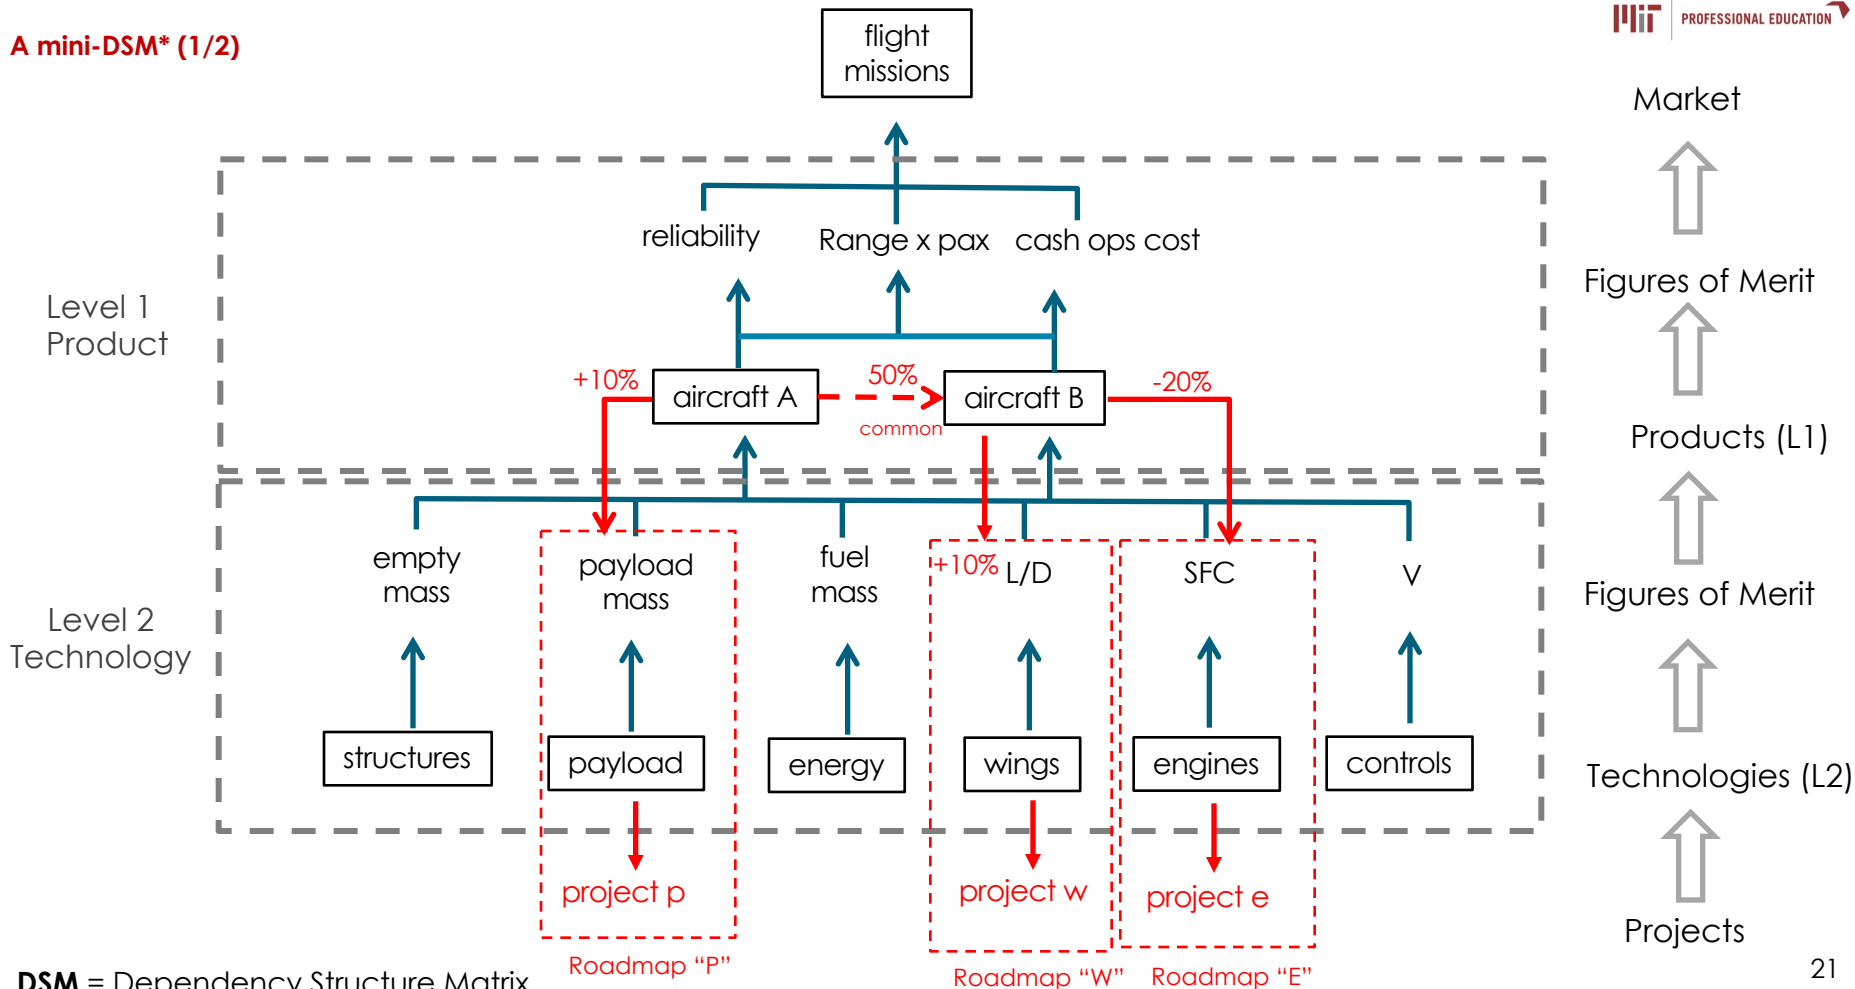 PROFESSIONAL EDUCATION
A mini-DSM* (1/2)
flight
missions
Market
reliability
Range x pax
cash ops cost
Figures of Merit
Level 1
Product
+10%
aircraft A
50%
common
aircraft B
-20%
Products (L1)
empty
mass
payload
mass
fuel
mass
+10%
L/D
SFC
V
Figures of Merit
Level 2
Technology
structures
payload
energy
wings
engines
controls
Technologies (L2)
project p
project w
project e
Projects
Roadmap “P”
Roadmap “W”
Roadmap “E”
DSM = Dependency Structure Matrix
21